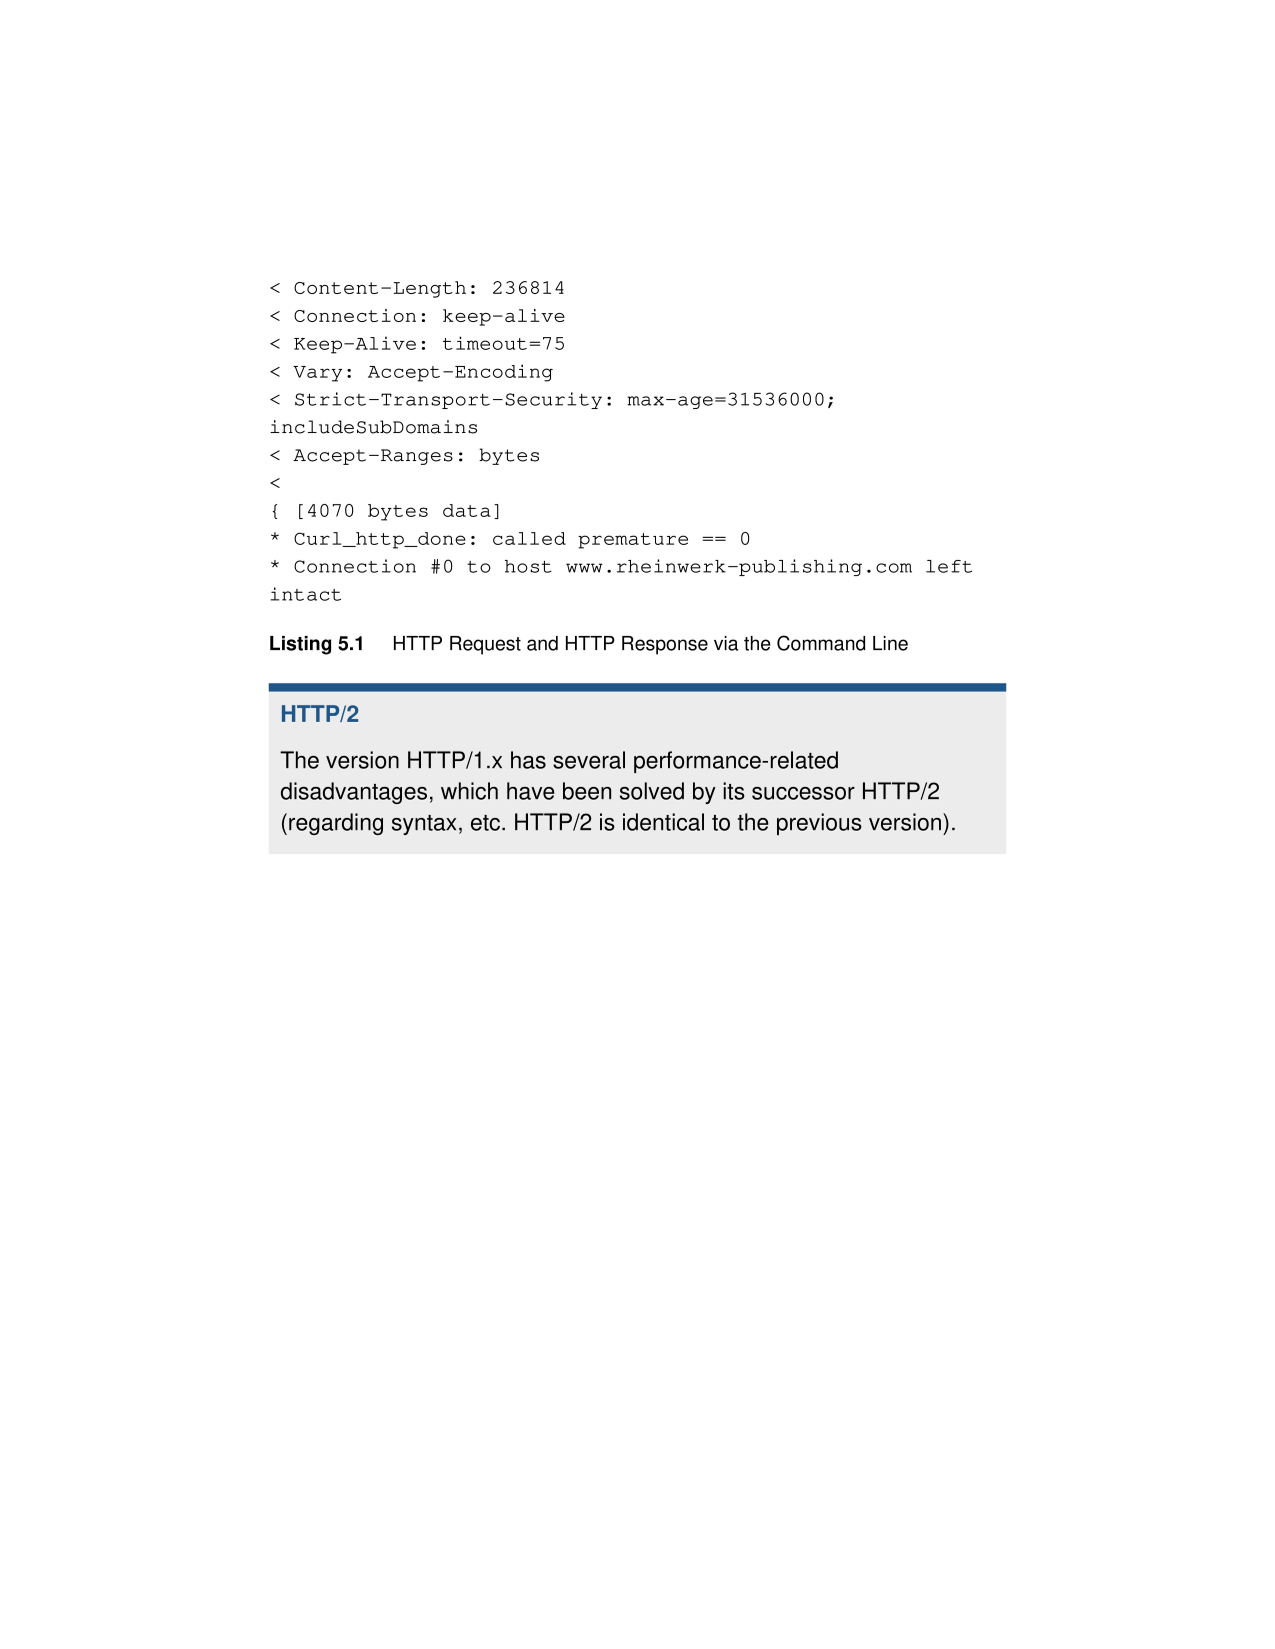 < Content-Length: 236814
< Connection: keep-alive
< Keep-Alive: timeout=75
< Vary: Accept-Encoding
< Strict-Transport-Security: max-age=31536000;
includeSubDomains
< Accept-Ranges: bytes
<
{ [4070 bytes data]
* Curl_http_done: called premature == 0
* Connection #0 to host www.rheinwerk-publishing.com left
intact
Listing 5.1 HTTP Request and HTTP Response via the Command Line
HTTP/2
The version HTTP/1.x has several performance-related
disadvantages, which have been solved by its successor HTTP/2
(regarding syntax, etc. HTTP/2 is identical to the previous version).